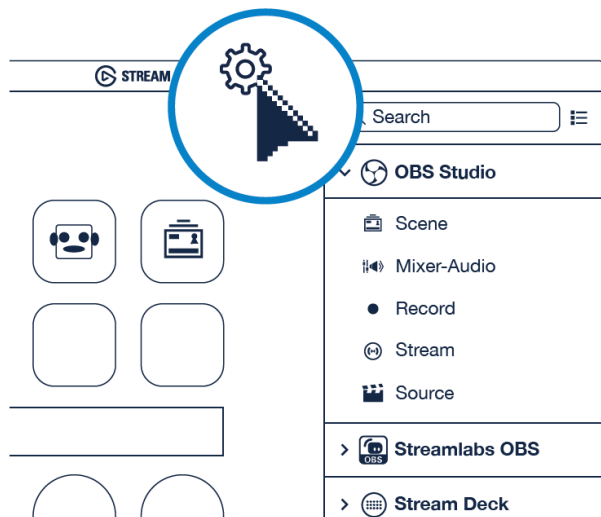 STREAM
Search
OBS Studio
Scene
Mixer-Audio
Record
Stream
Source
OBS
Streamlabs OBS
Stream Deck